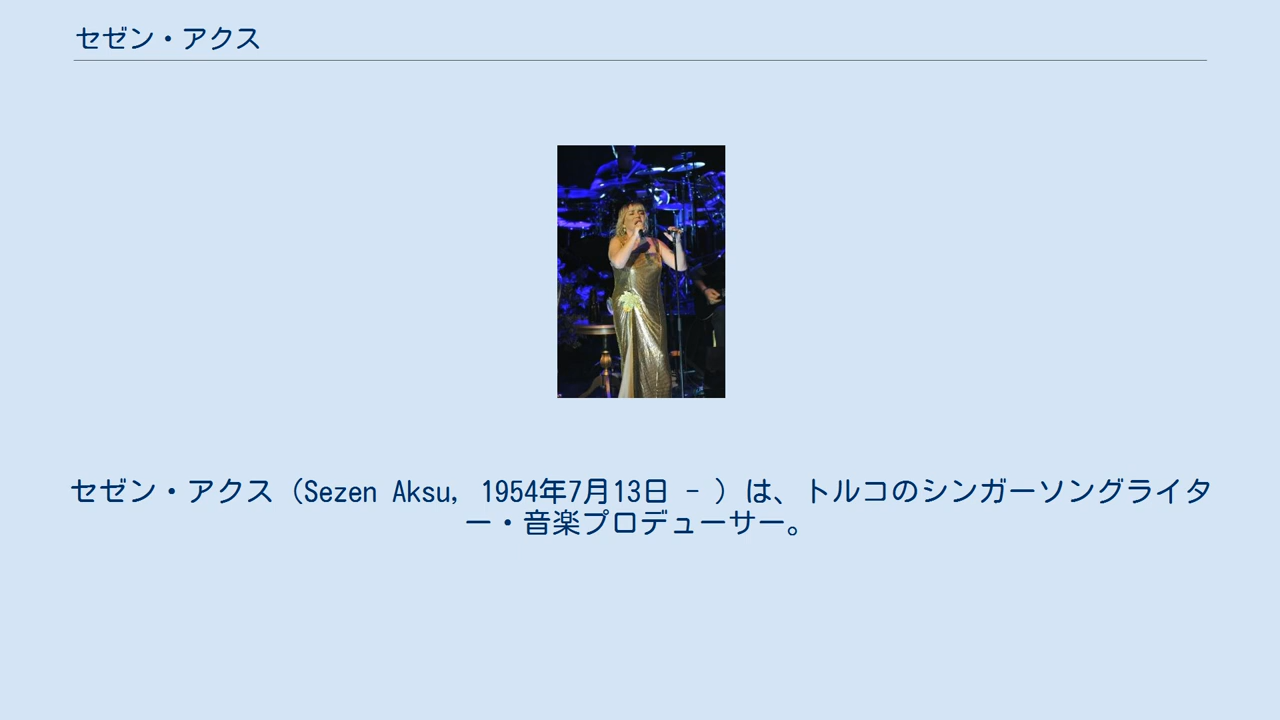 セゼン・アクス
セゼン・アクス（Sezen Aksu, 1954年7月13日 - ）は、トルコのシンガーソングライタ
ー・音楽プロデューサー。